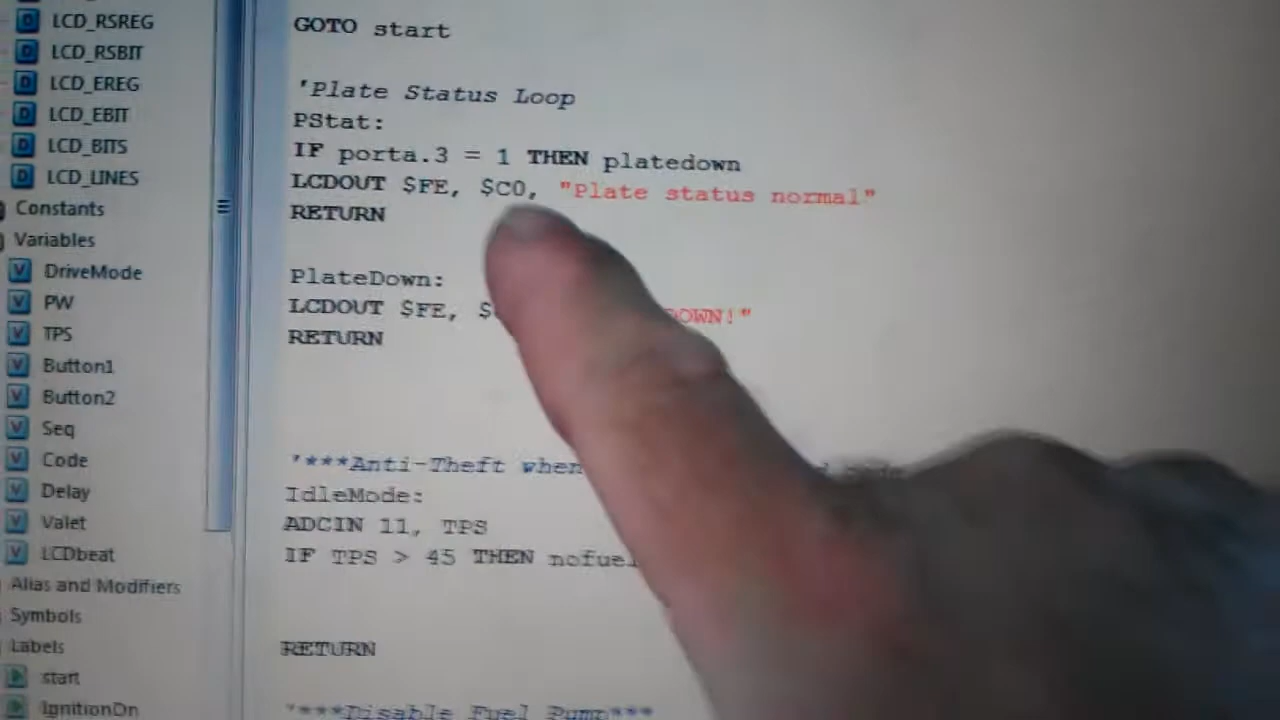 LCD_RSREG
LCD_RSBIT
LCD_EREG
LCD_EBIT
LCD_BITS
LCD_LINES
Constants
Variables
DriveMode
PW
TPS
Button1
Button2
Seq
Code
Delay
Valet
LCDbeat
Alias and Modifiers
Symbols
Labels
start
IgnitionOn
GOTO start
'Plate Status Loop
PStat:
IF porta.3 = 1 THEN platedown
LCDOUT $FE, $C0, "Plate status normal"
RETURN
PlateDown:
LCDOUT $FE, DOWN!"
RETURN
'***Anti-Theft when
IdleMode:
ADCIN 11, TPS
IF TPS > 45 THEN nofuel
RETURN
'***Disable Fuel Pump***